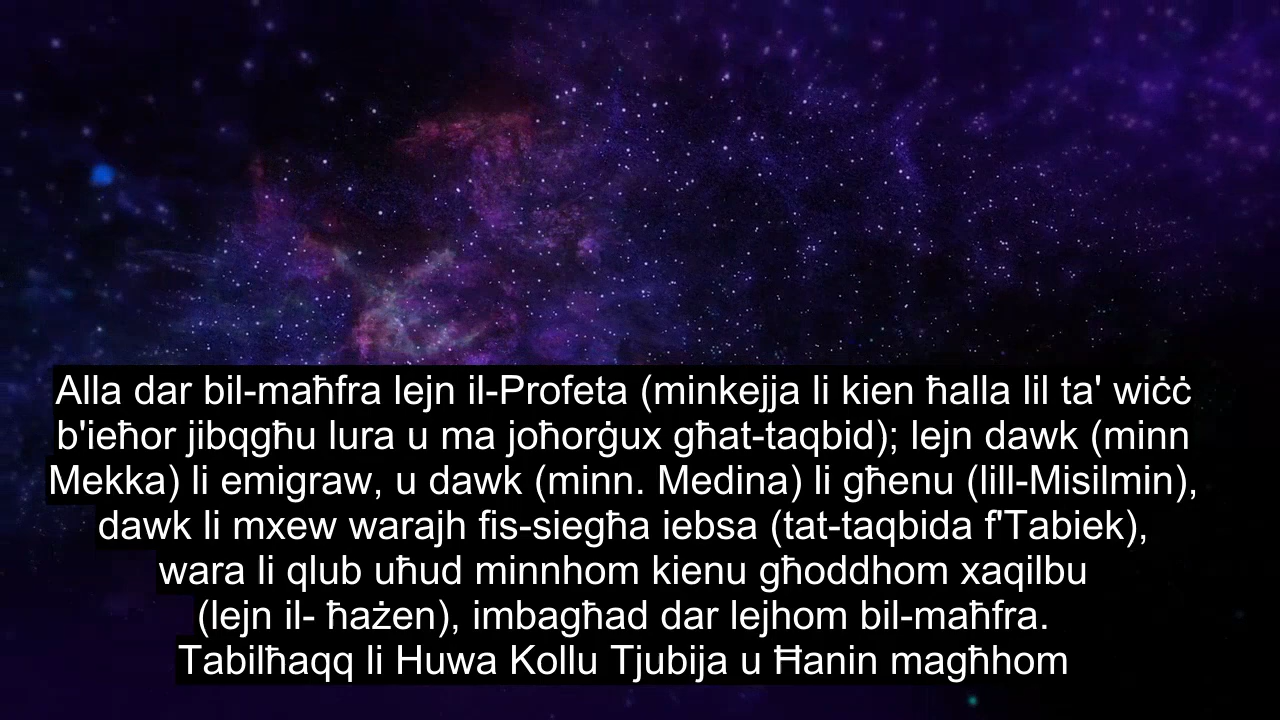 Alla dar bil-maħfra lejn il-Profeta (minkejja li kien ħalla lil ta' wiċċ
b'ieħor jibqgħu lura u ma joħorġux għat-taqbid); lejn dawk (minn
Mekka) li emigraw, u dawk (minn. Medina) li għenu (lill-Misilmin),
dawk li mxew warajh fis-siegħa iebsa (tat-taqbida f'Tabiek),
wara li qlub uħud minnhom kienu għoddhom xaqilbu
(lejn il- ħażen), imbagħad dar lejhom bil-maħfra.
Tabilħaqq li Huwa Kollu Tjubija u Ħanin magħhom